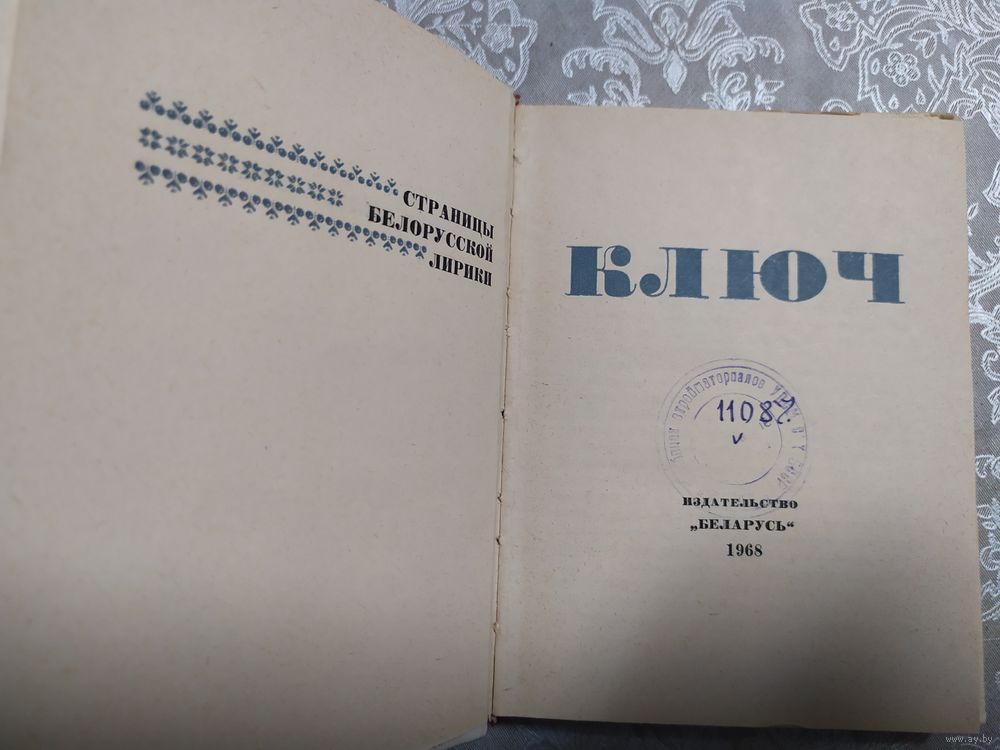 СТРАНИЦЫ
БЕЛОРУССКОЙ
ЛИРИКИ
КЛЮЧ
11087.
ИЗДАТЕЛЬСТВО
„БЕЛАРУСЬ“
1968
www.ay.by